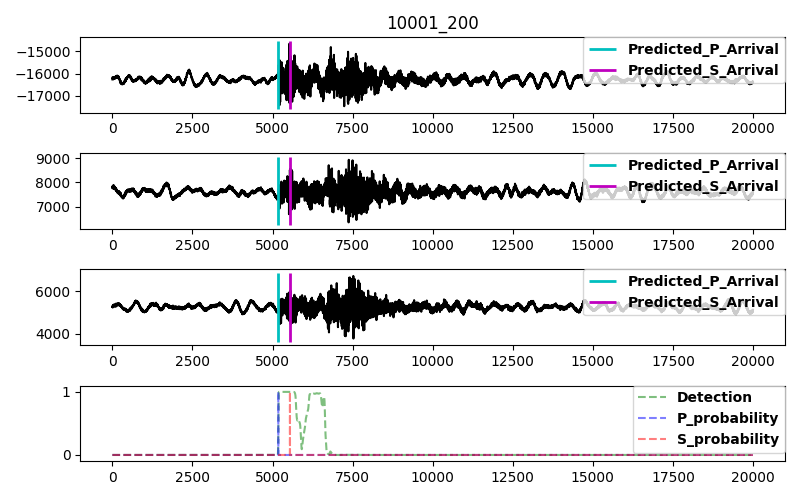 10001_200
−15000
−16000
−17000
Predicted_P_Arrival
Predicted_S_Arrival
0 2500 5000 7500 10000 12500 15000 17500 20000
9000
8000
7000
Predicted_P_Arrival
Predicted_S_Arrival
0 2500 5000 7500 10000 12500 15000 17500 20000
6000
4000
Predicted_P_Arrival
Predicted_S_Arrival
0 2500 5000 7500 10000 12500 15000 17500 20000
1
0
Detection
P_probability
S_probability
0 2500 5000 7500 10000 12500 15000 17500 20000